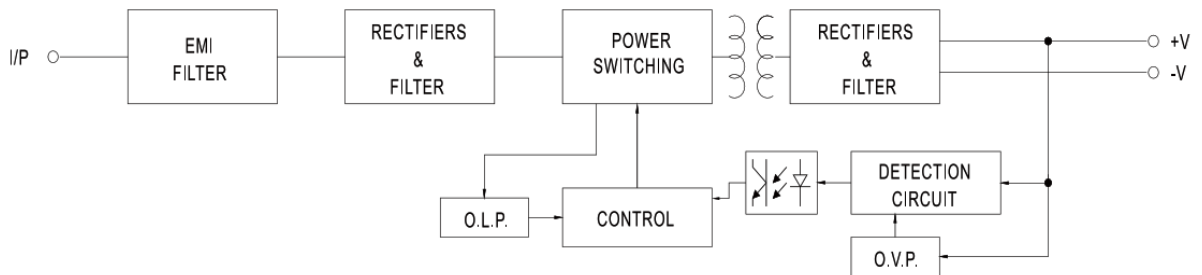 I/P
EMI
FILTER
RECTIFIERS
&
FILTER
POWER
SWITCHING
RECTIFIERS
&
FILTER
+V
-V
O.L.P.
CONTROL
DETECTION
CIRCUIT
O.V.P.